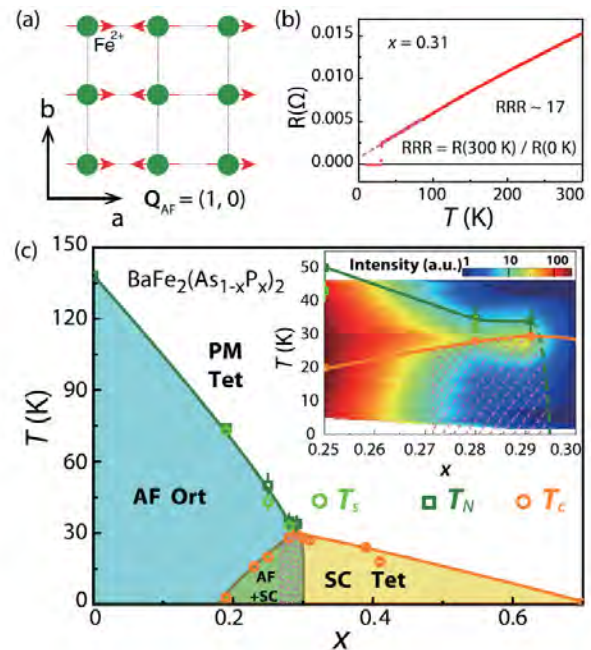 (a)
Fe2+
b
a
Q_AF = (1, 0)
(b)
R(Ω)
0.015
0.010
0.005
0.000
x = 0.31
RRR ~ 17
RRR = R(300 K) / R(0 K)
0
100
200
300
T (K)
(c)
T (K)
150
120
90
60
30
0
BaFe2(As1-xPx)2
PM
Tet
AF Ort
AF
+SC
SC Tet
Ts
TN
Tc
0
0.2
0.4
0.6
x
Intensity (a.u.) 1 10 100
T (K)
50
40
30
20
10
0
0.25
0.26
0.27
0.28
0.29
0.30
x